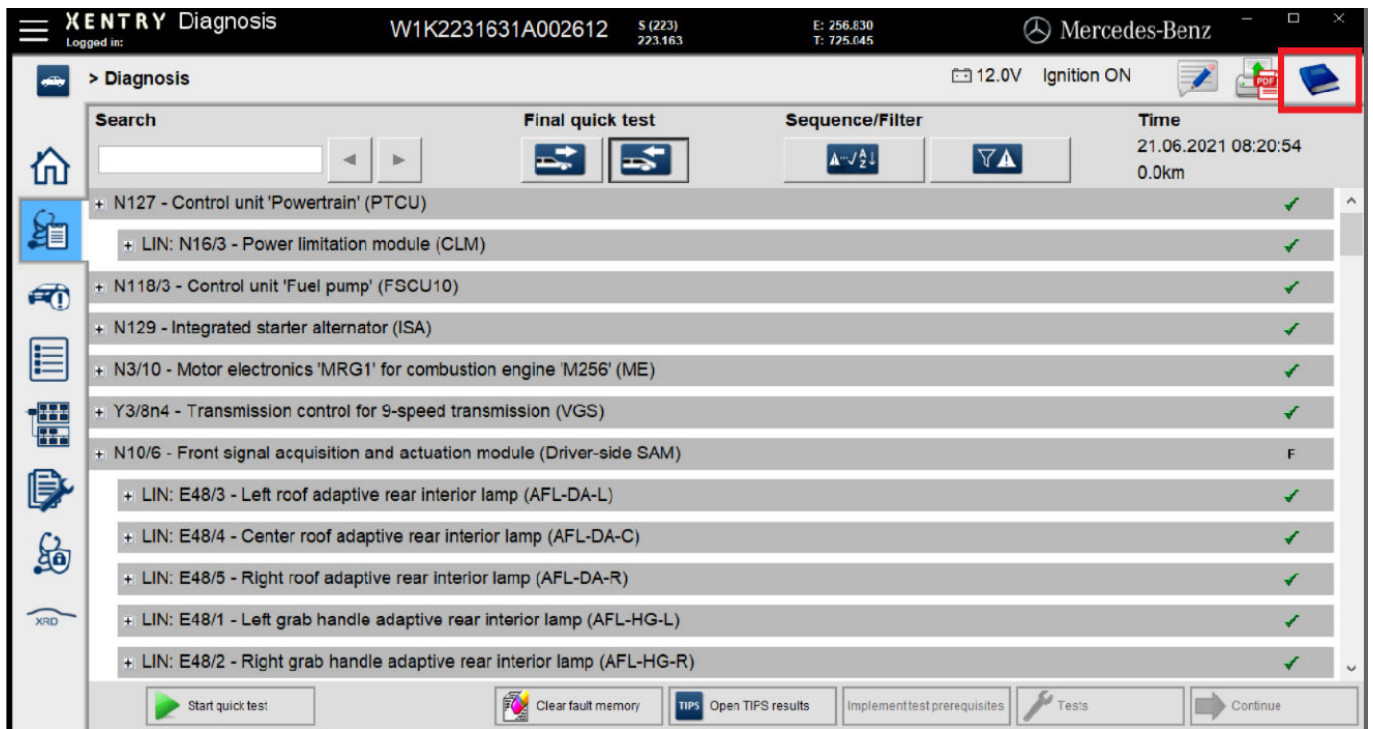 XENTRY Diagnosis
Logged in:
W1K2231631A002612
S (223)
223.163
E: 256.830
T: 725.045
Mercedes-Benz
> Diagnosis
12.0V Ignition ON
PDF
Search
Final quick test
Sequence/Filter
Time
21.06.2021 08:20:54
0.0km
A
Z
+ N127 - Control unit 'Powertrain' (PTCU)
+ LIN: N16/3 - Power limitation module (CLM)
+ N118/3 - Control unit 'Fuel pump' (FSCU10)
+ N129 - Integrated starter alternator (ISA)
+ N3/10 - Motor electronics 'MRG1' for combustion engine 'M256' (ME)
+ Y3/8n4 - Transmission control for 9-speed transmission (VGS)
+ N10/6 - Front signal acquisition and actuation module (Driver-side SAM) F
+ LIN: E48/3 - Left roof adaptive rear interior lamp (AFL-DA-L)
+ LIN: E48/4 - Center roof adaptive rear interior lamp (AFL-DA-C)
+ LIN: E48/5 - Right roof adaptive rear interior lamp (AFL-DA-R)
+ LIN: E48/1 - Left grab handle adaptive rear interior lamp (AFL-HG-L)
+ LIN: E48/2 - Right grab handle adaptive rear interior lamp (AFL-HG-R)
XRD
Start quick test
Clear fault memory
TIPS Open TIPS results
Implement test prerequisites
Tests
Continue